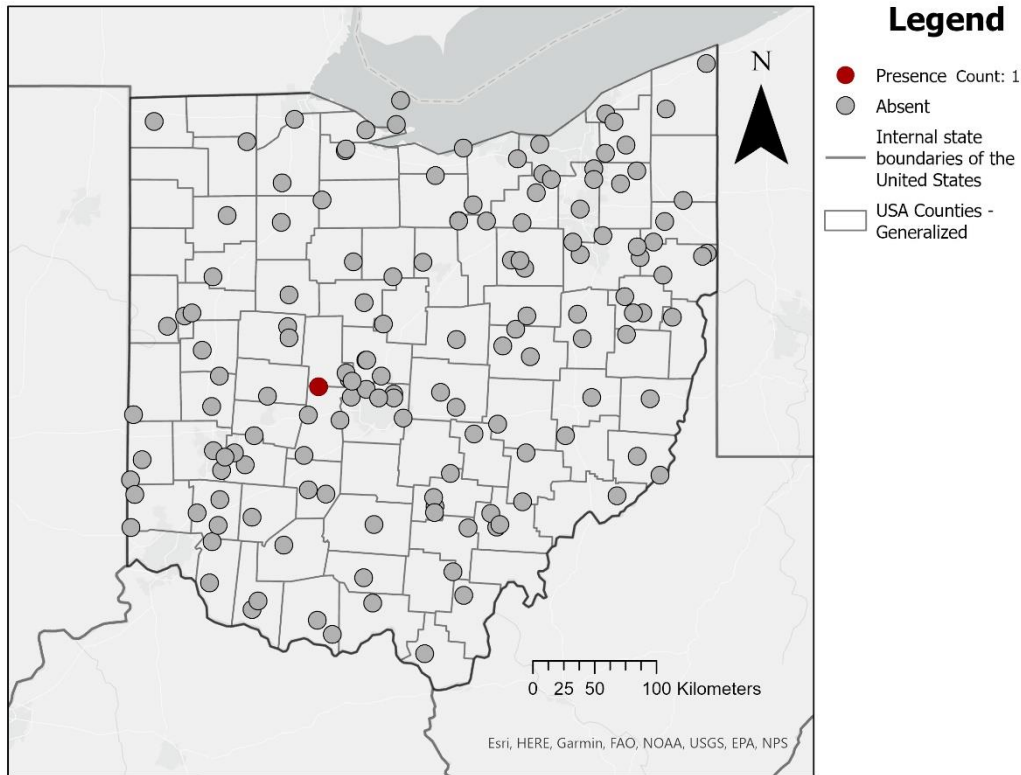 Legend
N
Presence Count: 1
Absent
Internal state
boundaries of the
United States
USA Counties -
Generalized
0 25 50 100 Kilometers
Esri, HERE, Garmin, FAO, NOAA, USGS, EPA, NPS